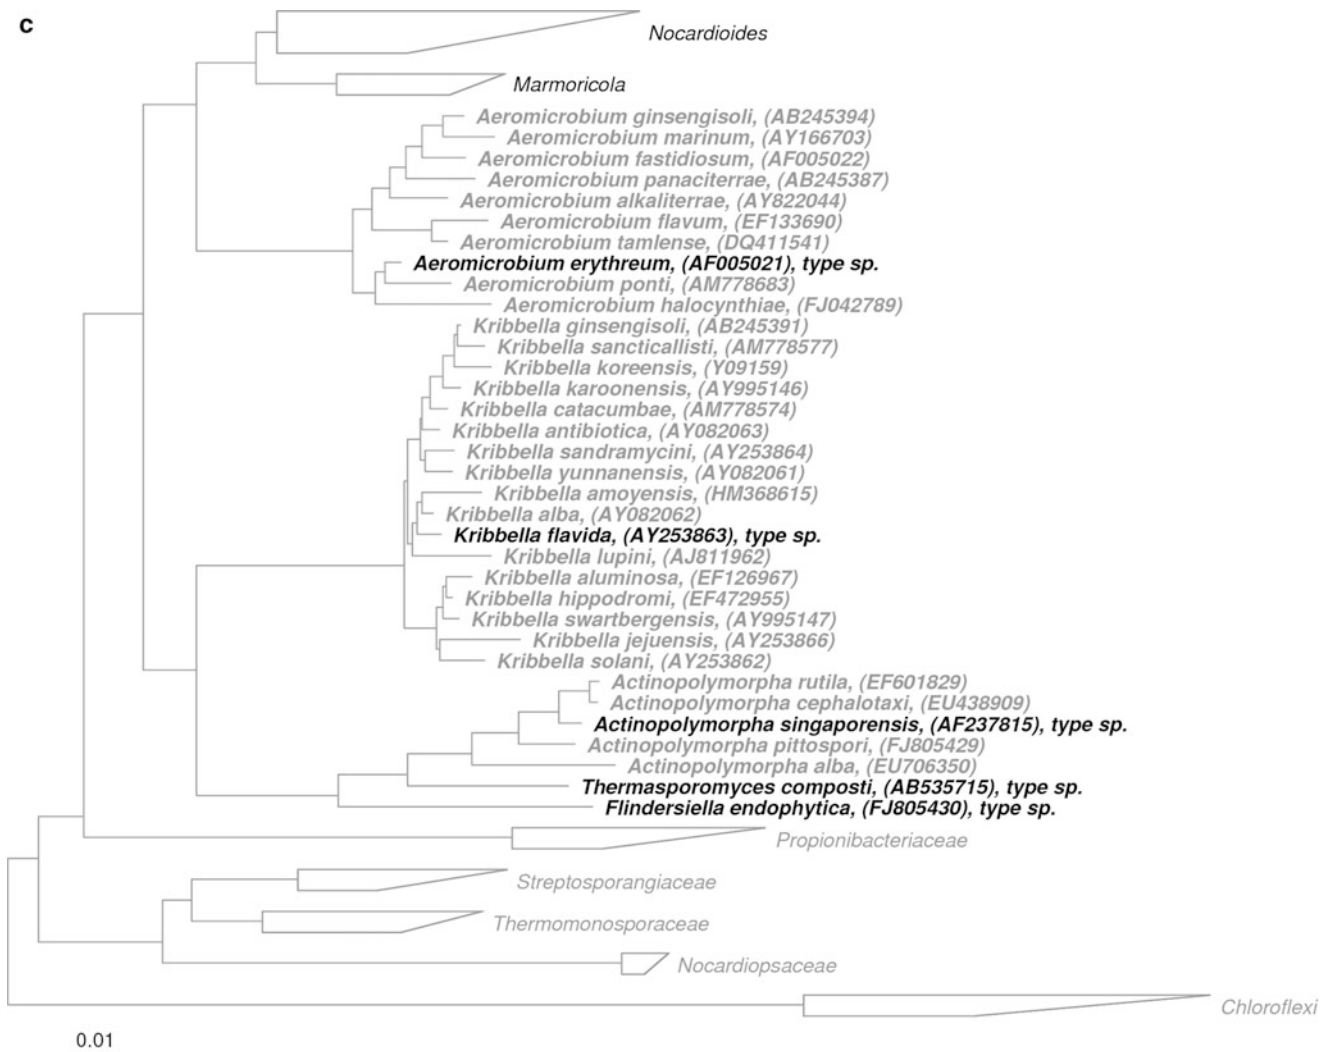 c
Nocardioides
Marmoricola
Aeromicrobium ginsengisoli, (AB245394)
Aeromicrobium marinum, (AY166703)
Aeromicrobium fastidiosum, (AF005022)
Aeromicrobium panaciterrae, (AB245387)
Aeromicrobium alkaliterrae, (AY822044)
Aeromicrobium flavum, (EF133690)
Aeromicrobium tamlense, (DQ411541)
Aeromicrobium erythreum, (AF005021), type sp.
Aeromicrobium ponti, (AM778683)
Aeromicrobium halocynthiae, (FJ042789)
Kribbella ginsengisoli, (AB245391)
Kribbella sancticallisti, (AM778577)
Kribbella koreensis, (Y09159)
Kribbella karoonensis, (AY995146)
Kribbella catacumbae, (AM778574)
Kribbella antibiotica, (AY082063)
Kribbella sandramycini, (AY253864)
Kribbella yunnanensis, (AY082061)
Kribbella amoyensis, (HM368615)
Kribbella alba, (AY082062)
Kribbella flavida, (AY253863), type sp.
Kribbella lupini, (AJ811962)
Kribbella aluminosa, (EF126967)
Kribbella hippodromi, (EF472955)
Kribbella swartbergensis, (AY995147)
Kribbella jejuensis, (AY253866)
Kribbella solani, (AY253862)
Actinopolymorpha rutila, (EF601829)
Actinopolymorpha cephalotaxi, (EU438909)
Actinopolymorpha singaporensis, (AF237815), type sp.
Actinopolymorpha pittospori, (FJ805429)
Actinopolymorpha alba, (EU706350)
Thermasporomyces composti, (AB535715), type sp.
Flindersiella endophytica, (FJ805430), type sp.
Propionibacteriaceae
Streptosporangiaceae
Thermomonosporaceae
Nocardiopsaceae
Chloroflexi
0.01